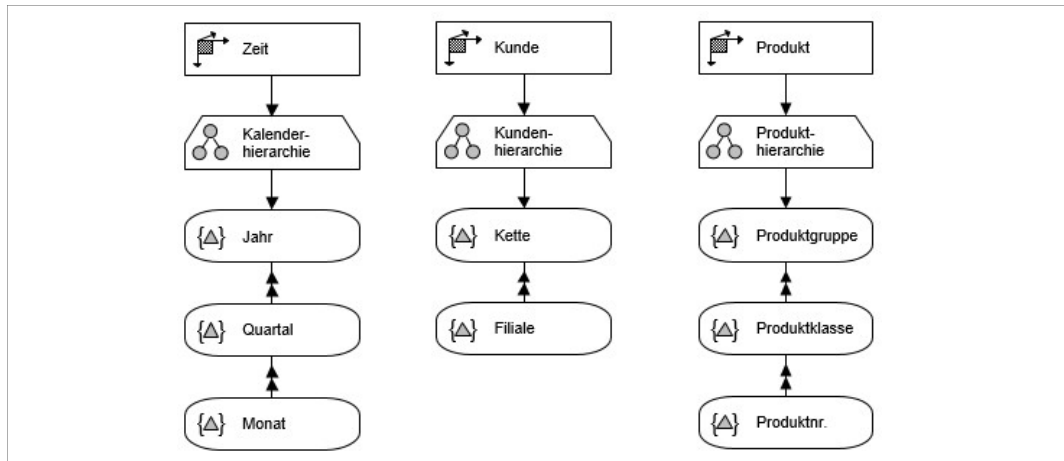 Zeit
Kunde
Produkt
Kalender-
hierarchie
Kunden-
hierarchie
Produkt-
hierarchie
{ } Jahr
{ } Kette
{ } Produktgruppe
{ } Quartal
{ } Filiale
{ } Produktklasse
{ } Monat
{ } Produktnr.